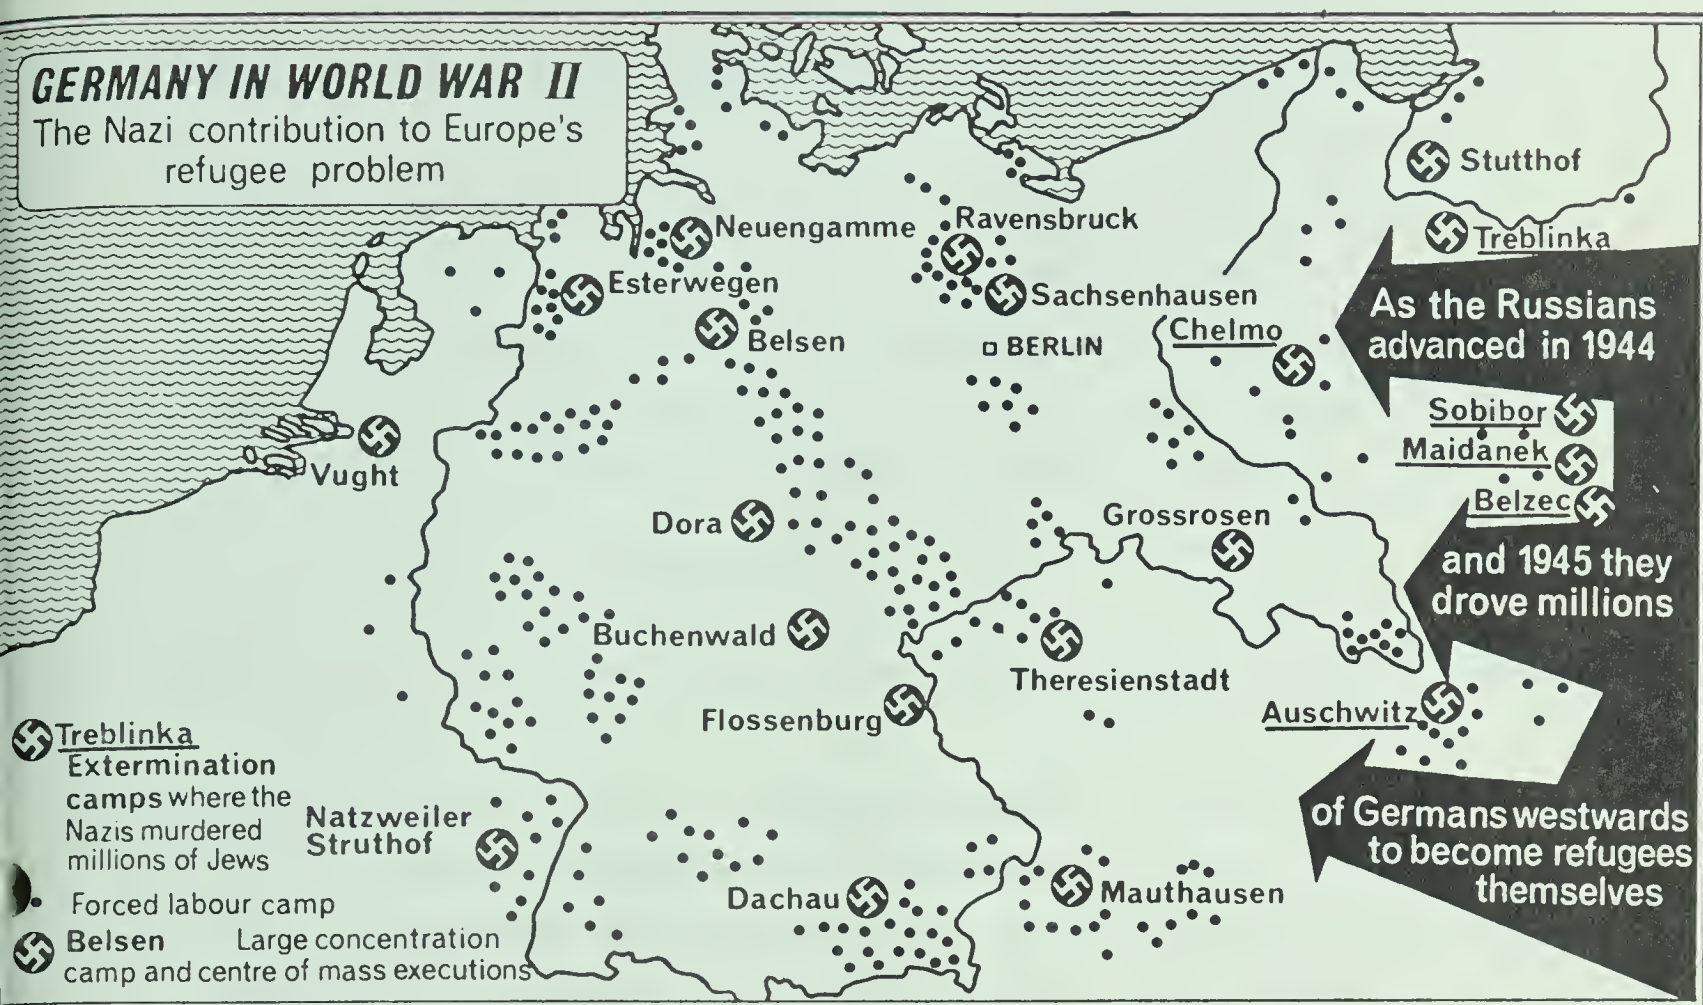 GERMANY IN WORLD WAR II
The Nazi contribution to Europe's
refugee problem
Stutthof
Treblinka
Neuengamme
Ravensbruck
Esterwegen
Sachsenhausen
Belsen
BERLIN
Chelmo
As the Russians
advanced in 1944
Sobibor
Maidanek
Belzec
Vught
Dora
Grossrosen
and 1945 they
drove millions
Buchenwald
Theresienstadt
Flossenburg
Auschwitz
Treblinka
Extermination
camps where the
Nazis murdered
millions of Jews
Natzweiler
Struthof
of Germans westwards
to become refugees
themselves
Dachau
Mauthausen
Forced labour camp
Belsen Large concentration
camp and centre of mass executions